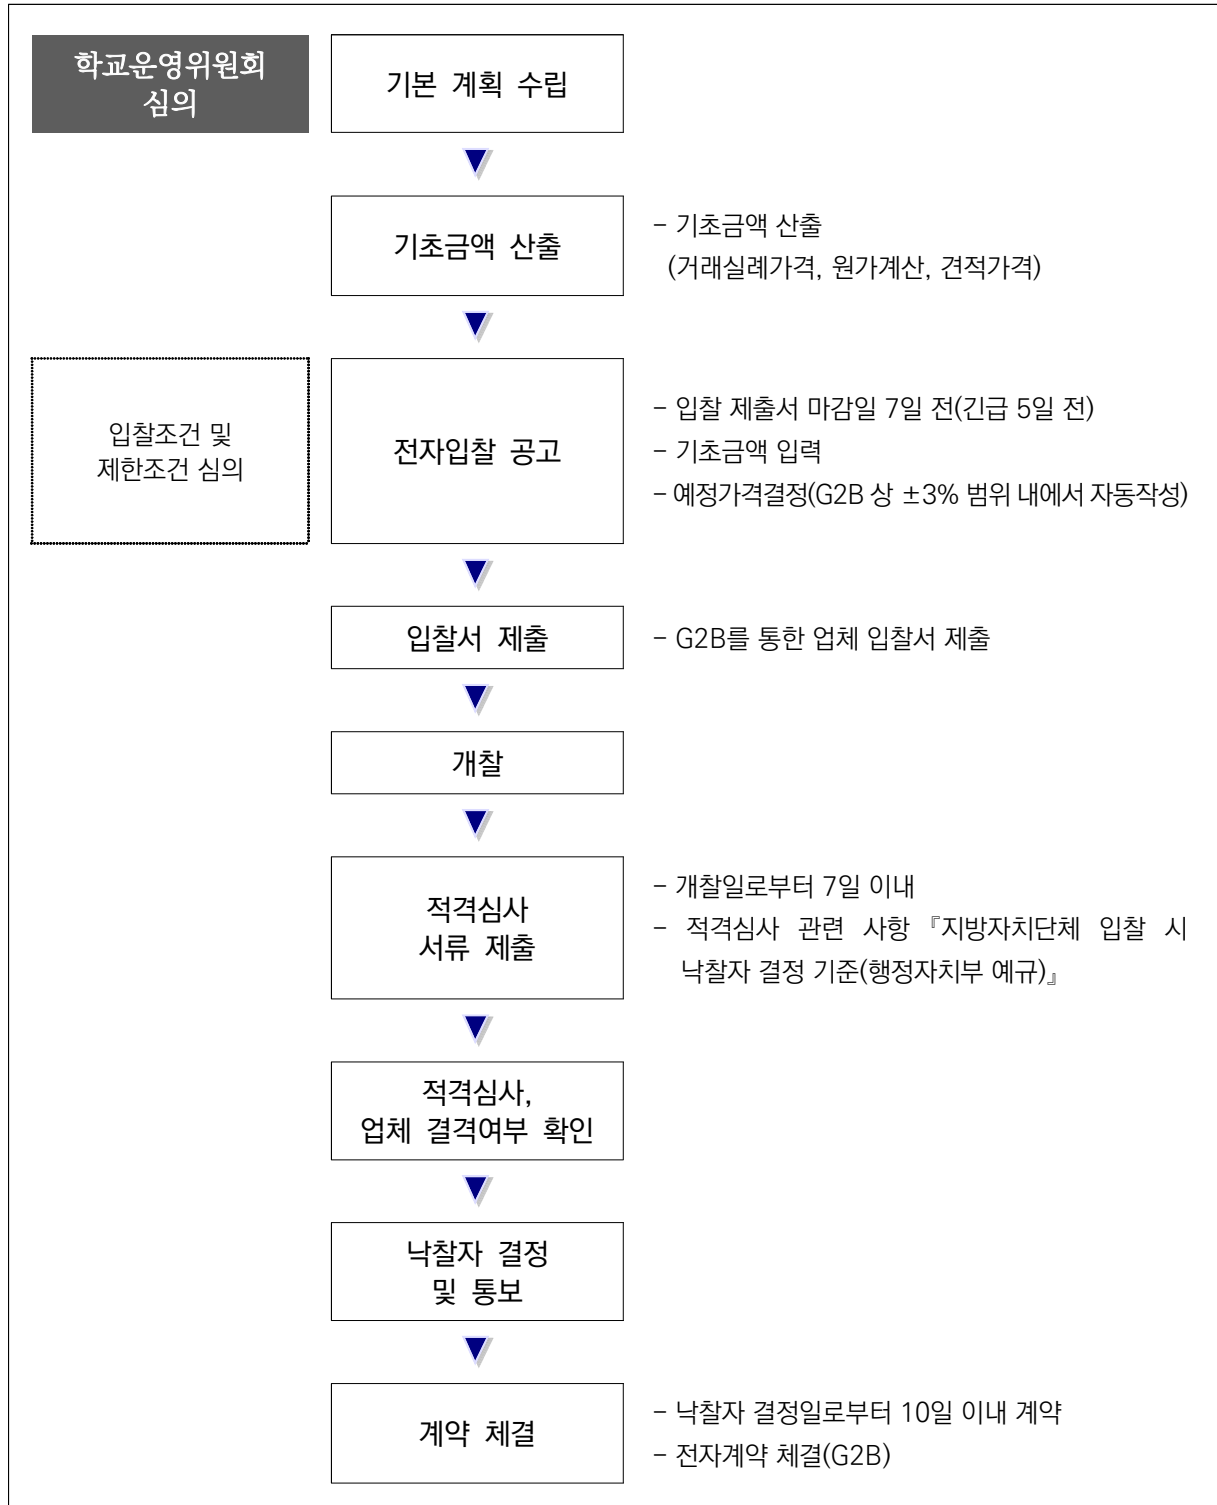 학교운영위원회
심의
기본 계획 수립
기초금액 산출
- 기초금액 산출
(거래실례가격, 원가계산, 견적가격)
입찰조건 및
제한조건 심의
전자입찰 공고
- 입찰 제출서 마감일 7일 전(긴급 5일 전)
- 기초금액 입력
- 예정가격결정(G2B 상 ±3% 범위 내에서 자동작성)
입찰서 제출
- G2B를 통한 업체 입찰서 제출
개찰
적격심사
서류 제출
- 개찰일로부터 7일 이내
- 적격심사 관련 사항 『지방자치단체 입찰 시
낙찰자 결정 기준(행정자치부 예규)』
적격심사,
업체 결격여부 확인
낙찰자 결정
및 통보
계약 체결
- 낙찰자 결정일로부터 10일 이내 계약
- 전자계약 체결(G2B)